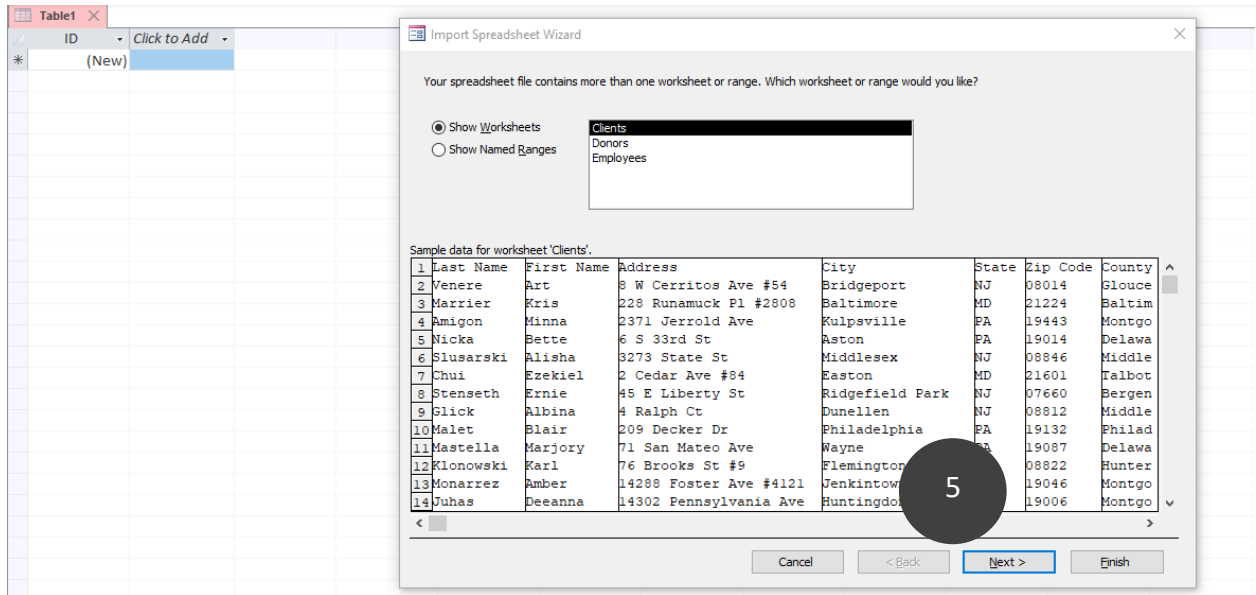 Table1
ID Click to Add
* (New)
Import Spreadsheet Wizard
Your spreadsheet file contains more than one worksheet or range. Which worksheet or range would you like?
Show Worksheets
Show Named Ranges
Clients
Donors
Employees
Sample data for worksheet 'Clients'.
1 Last Name First Name Address City State Zip Code County
2 Venere Art 8 W Cerritos Ave #54 Bridgeport NJ 08014 Glouce
3 Marrier Kris 228 Runamuck Pl #2808 Baltimore MD 21224 Baltim
4 Amigon Minna 2371 Jerrold Ave Kulpsville PA 19443 Montgo
5 Nicka Bette 6 S 33rd St Aston PA 19014 Delawa
6 Slusarski Alisha 3273 State St Middlesex NJ 08846 Middle
7 Chui Ezekiel 2 Cedar Ave #84 Easton MD 21601 Talbot
8 Stenseth Ernie 45 E Liberty St Ridgefield Park NJ 07660 Bergen
9 Glick Albina 4 Ralph Ct Dunellen NJ 08812 Middle
10 Malet Blair 209 Decker Dr Philadelphia PA 19132 Philad
11 Mastella Marjory 71 San Mateo Ave Wayne PA 19087 Delawa
12 Klonowski Karl 76 Brooks St #9 Flemington 08822 Hunter
13 Monarrez Amber 14288 Foster Ave #4121 Jenkintow 19046 Montgo
14 Juhas Deeanna 14302 Pennsylvania Ave Huntingdo 19006 Montgo
5
Cancel < Back Next > Finish